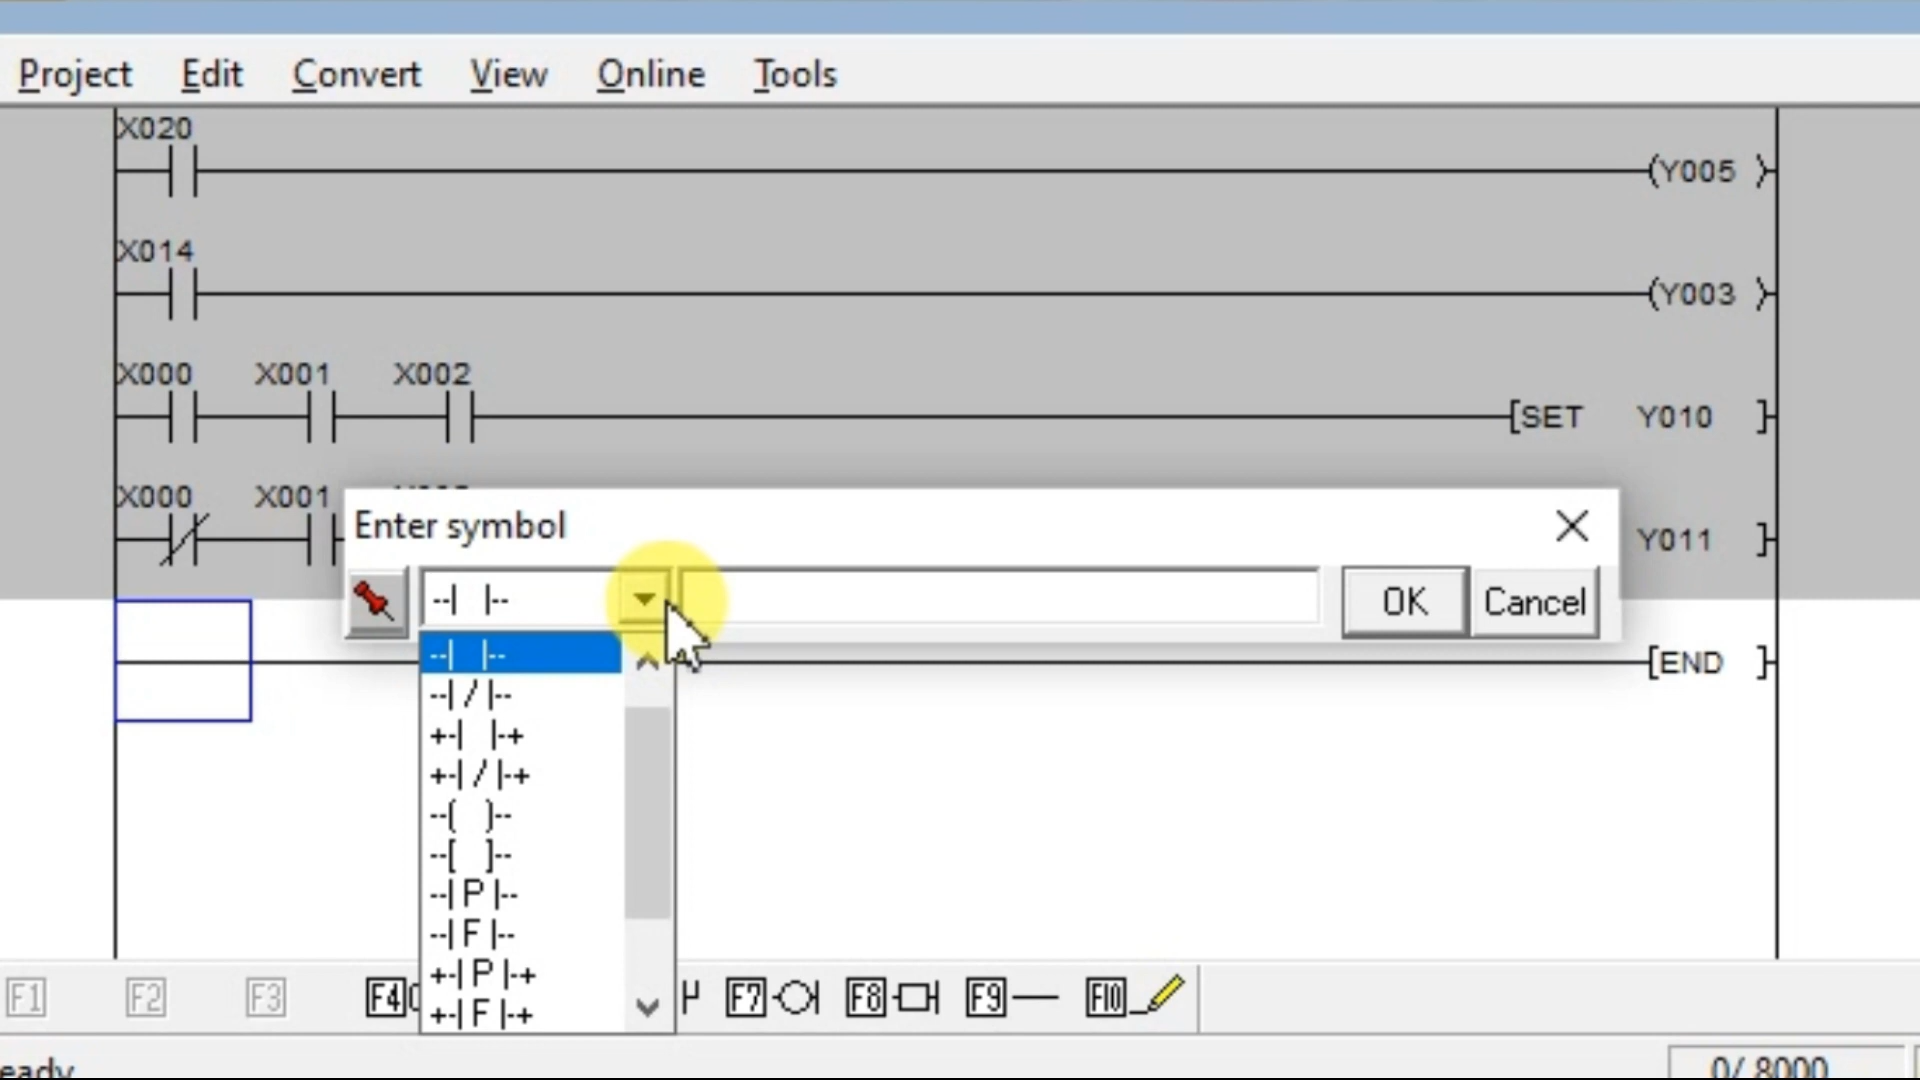 Project Edit Convert View Online Tools
X020
(Y005 )
X014
(Y003 )
X000 X001 X002
[SET Y010 ]
X000 X001
Y011 ]
Enter symbol
--| |--
OK Cancel
--| |--
--| / |--
+-| |-+
+-| / |-+
--( )--
--[ ]--
--| P |--
--| F |--
+-| P |-+
+-| F |-+
[END ]
F1 F2 F3 F4 F7 F8 F9 F10
eady
0/ 8000